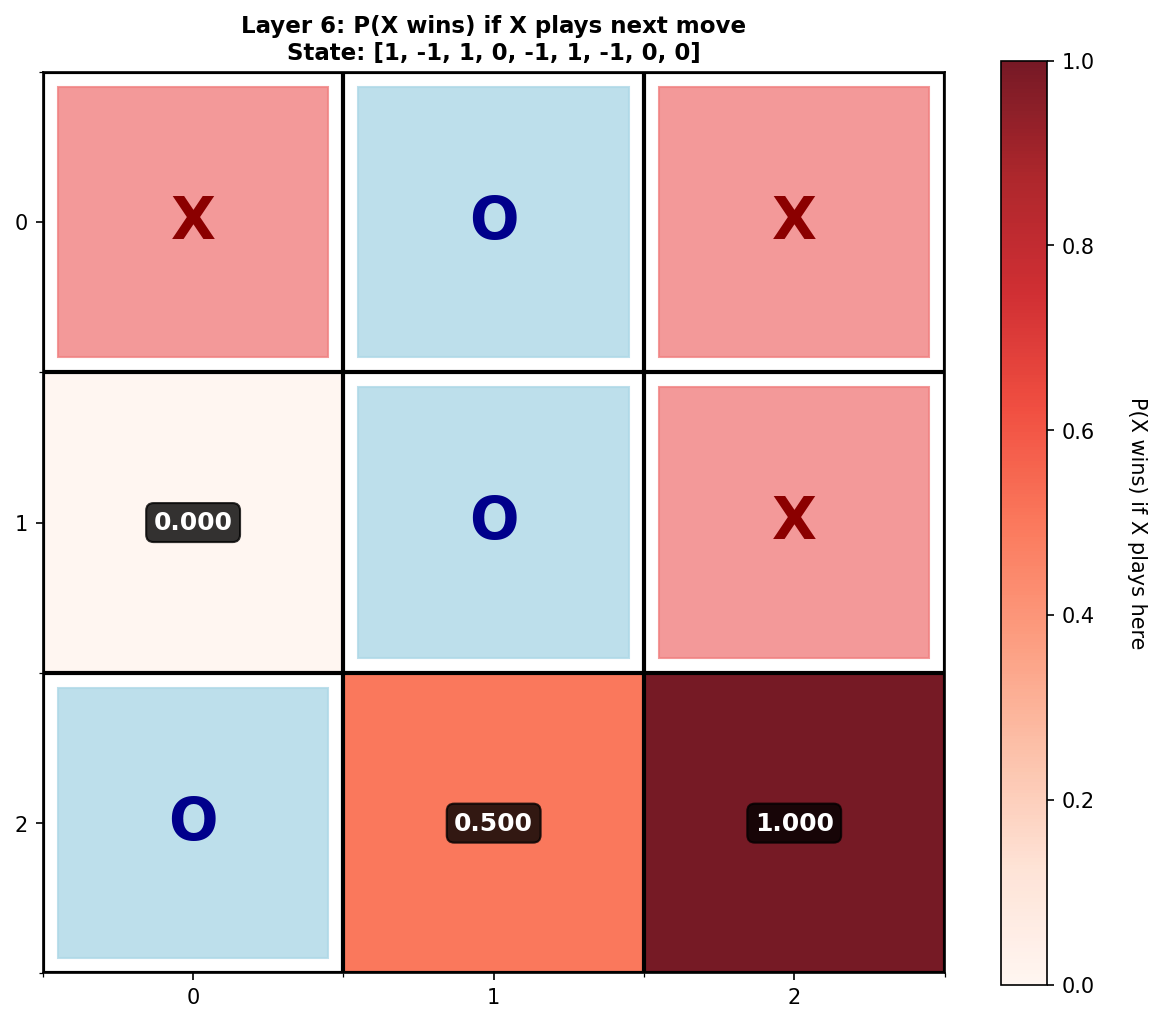 Layer 6: P(X wins) if X plays next move
State: [1, -1, 1, 0, -1, 1, -1, 0, 0]
X O X
0.000 O X
O 0.500 1.000
0
1
2
0 1 2
1.0
0.8
0.6
0.4
0.2
0.0
P(X wins) if X plays here